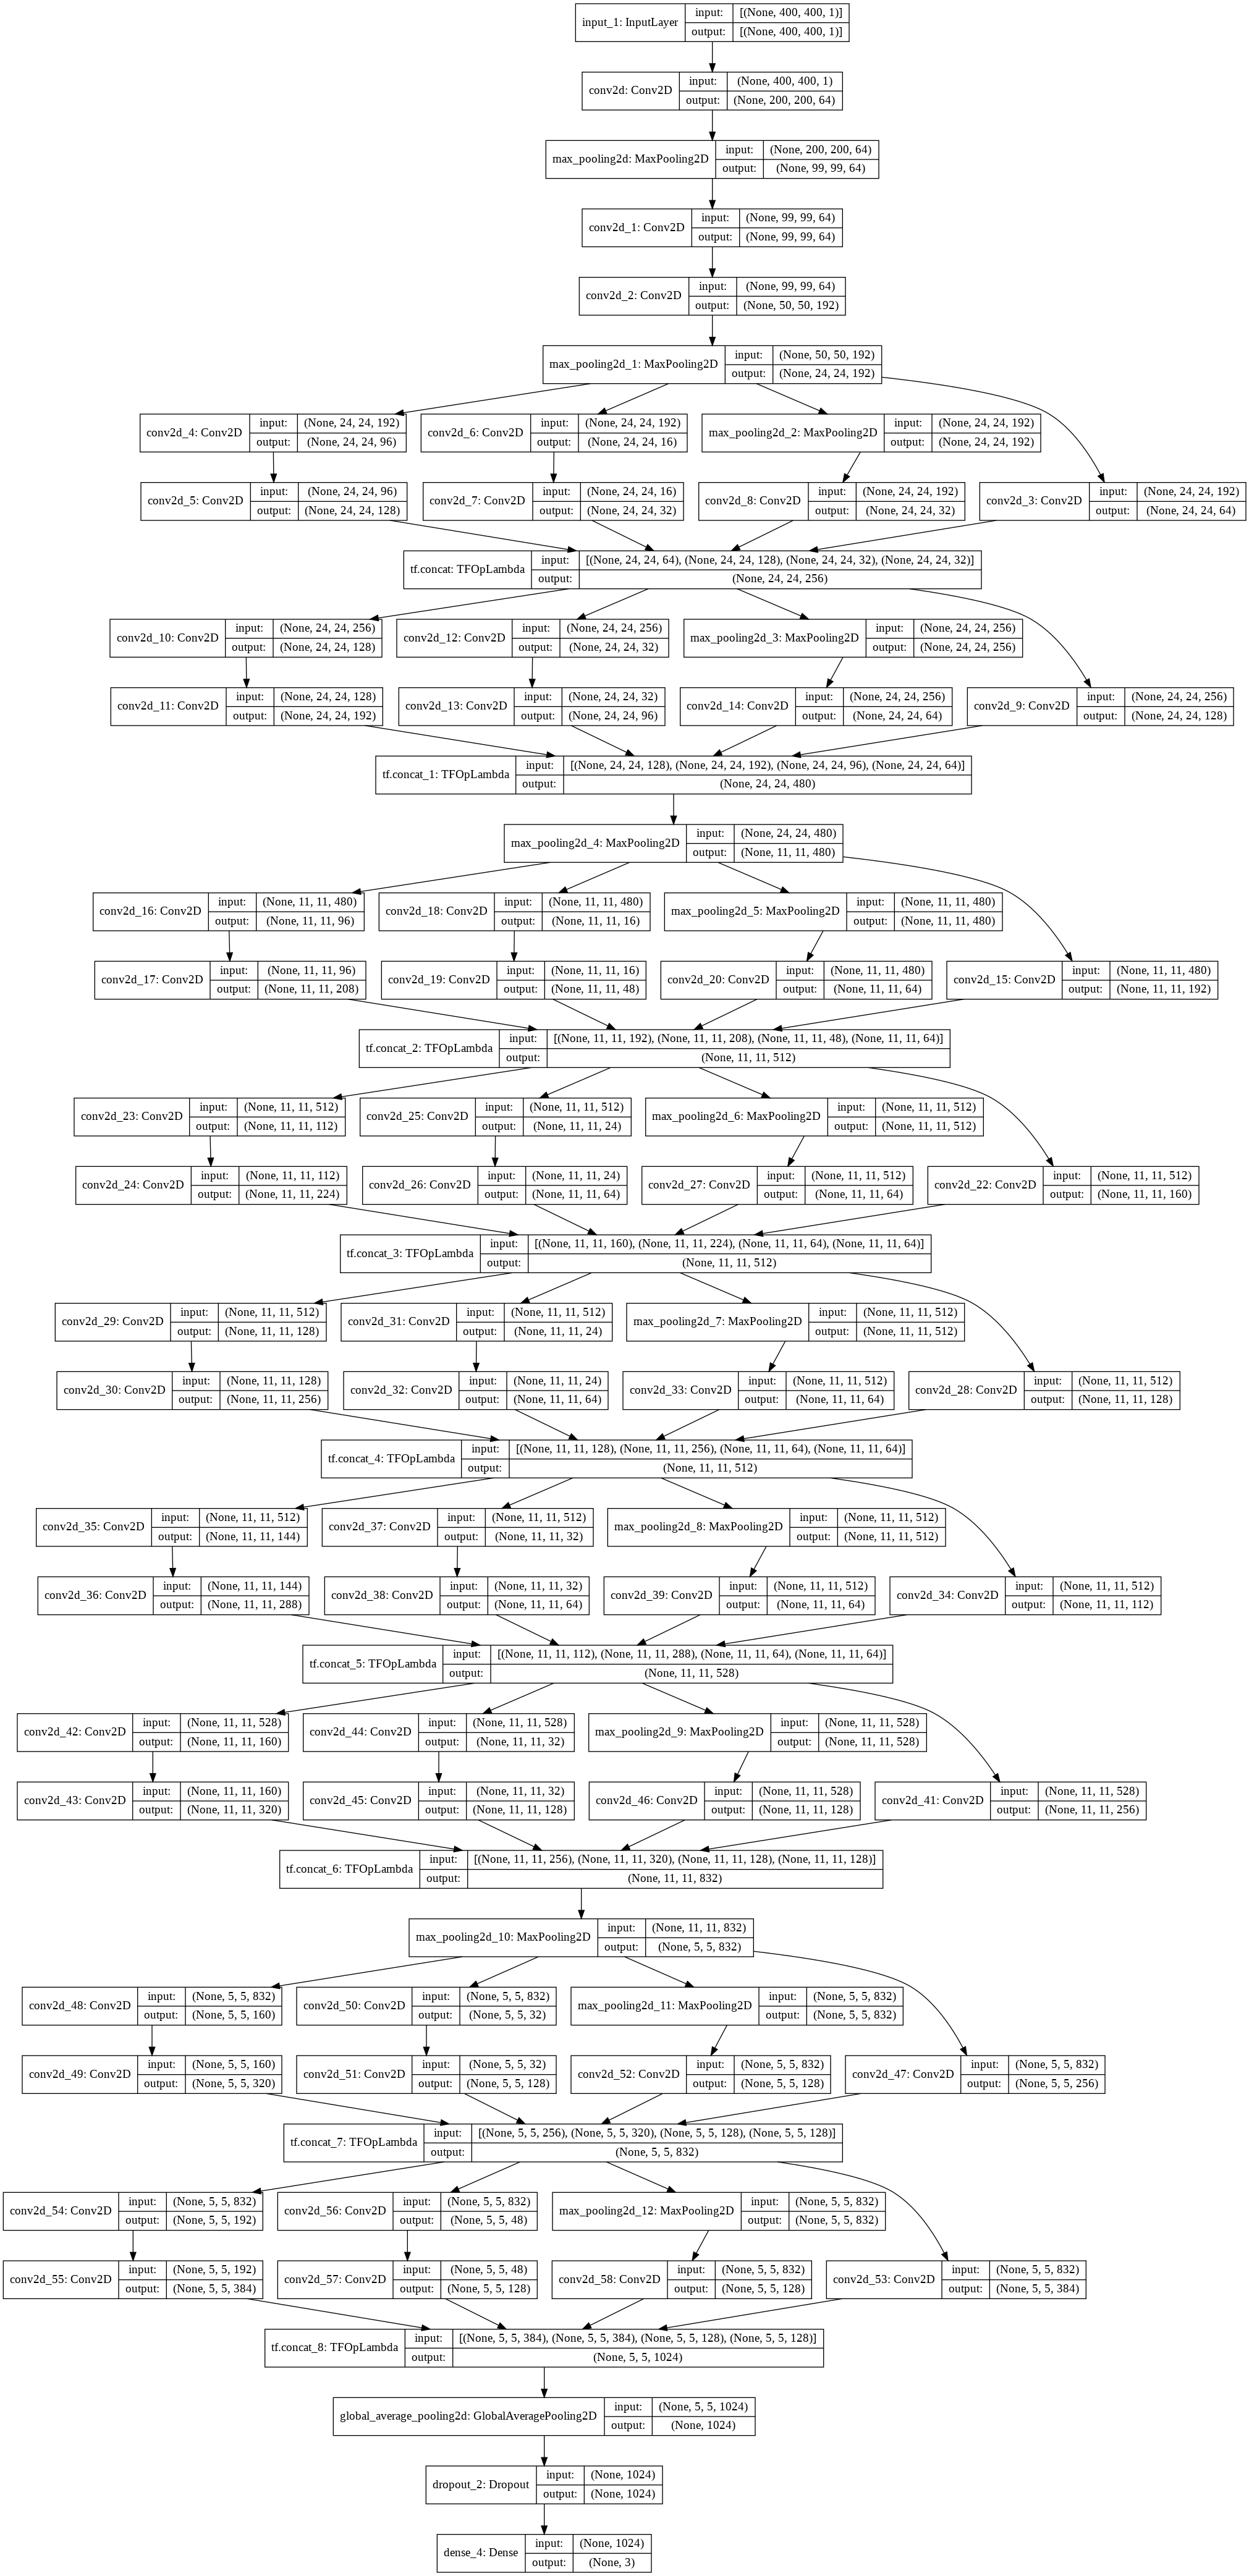 input_1: InputLayer
input: [(None, 400, 400, 1)]
output: [(None, 400, 400, 1)]
conv2d: Conv2D
input: (None, 400, 400, 1)
output: (None, 200, 200, 64)
max_pooling2d: MaxPooling2D
input: (None, 200, 200, 64)
output: (None, 99, 99, 64)
conv2d_1: Conv2D
input: (None, 99, 99, 64)
output: (None, 99, 99, 64)
conv2d_2: Conv2D
input: (None, 99, 99, 64)
output: (None, 50, 50, 192)
max_pooling2d_1: MaxPooling2D
input: (None, 50, 50, 192)
output: (None, 24, 24, 192)
conv2d_4: Conv2D
input: (None, 24, 24, 192)
output: (None, 24, 24, 96)
conv2d_6: Conv2D
input: (None, 24, 24, 192)
output: (None, 24, 24, 16)
max_pooling2d_2: MaxPooling2D
input: (None, 24, 24, 192)
output: (None, 24, 24, 192)
conv2d_5: Conv2D
input: (None, 24, 24, 96)
output: (None, 24, 24, 128)
conv2d_7: Conv2D
input: (None, 24, 24, 16)
output: (None, 24, 24, 32)
conv2d_8: Conv2D
input: (None, 24, 24, 192)
output: (None, 24, 24, 32)
conv2d_3: Conv2D
input: (None, 24, 24, 192)
output: (None, 24, 24, 64)
tf.concat: TFOpLambda
input: [(None, 24, 24, 64), (None, 24, 24, 128), (None, 24, 24, 32), (None, 24, 24, 32)]
output: (None, 24, 24, 256)
conv2d_10: Conv2D
input: (None, 24, 24, 256)
output: (None, 24, 24, 128)
conv2d_12: Conv2D
input: (None, 24, 24, 256)
output: (None, 24, 24, 32)
max_pooling2d_3: MaxPooling2D
input: (None, 24, 24, 256)
output: (None, 24, 24, 256)
conv2d_11: Conv2D
input: (None, 24, 24, 128)
output: (None, 24, 24, 192)
conv2d_13: Conv2D
input: (None, 24, 24, 32)
output: (None, 24, 24, 96)
conv2d_14: Conv2D
input: (None, 24, 24, 256)
output: (None, 24, 24, 64)
conv2d_9: Conv2D
input: (None, 24, 24, 256)
output: (None, 24, 24, 128)
tf.concat_1: TFOpLambda
input: [(None, 24, 24, 128), (None, 24, 24, 192), (None, 24, 24, 96), (None, 24, 24, 64)]
output: (None, 24, 24, 480)
max_pooling2d_4: MaxPooling2D
input: (None, 24, 24, 480)
output: (None, 11, 11, 480)
conv2d_16: Conv2D
input: (None, 11, 11, 480)
output: (None, 11, 11, 96)
conv2d_18: Conv2D
input: (None, 11, 11, 480)
output: (None, 11, 11, 16)
max_pooling2d_5: MaxPooling2D
input: (None, 11, 11, 480)
output: (None, 11, 11, 480)
conv2d_17: Conv2D
input: (None, 11, 11, 96)
output: (None, 11, 11, 208)
conv2d_19: Conv2D
input: (None, 11, 11, 16)
output: (None, 11, 11, 48)
conv2d_20: Conv2D
input: (None, 11, 11, 480)
output: (None, 11, 11, 64)
conv2d_15: Conv2D
input: (None, 11, 11, 480)
output: (None, 11, 11, 192)
tf.concat_2: TFOpLambda
input: [(None, 11, 11, 192), (None, 11, 11, 208), (None, 11, 11, 48), (None, 11, 11, 64)]
output: (None, 11, 11, 512)
conv2d_23: Conv2D
input: (None, 11, 11, 512)
output: (None, 11, 11, 112)
conv2d_25: Conv2D
input: (None, 11, 11, 512)
output: (None, 11, 11, 24)
max_pooling2d_6: MaxPooling2D
input: (None, 11, 11, 512)
output: (None, 11, 11, 512)
conv2d_24: Conv2D
input: (None, 11, 11, 112)
output: (None, 11, 11, 224)
conv2d_26: Conv2D
input: (None, 11, 11, 24)
output: (None, 11, 11, 64)
conv2d_27: Conv2D
input: (None, 11, 11, 512)
output: (None, 11, 11, 64)
conv2d_22: Conv2D
input: (None, 11, 11, 512)
output: (None, 11, 11, 160)
tf.concat_3: TFOpLambda
input: [(None, 11, 11, 160), (None, 11, 11, 224), (None, 11, 11, 64), (None, 11, 11, 64)]
output: (None, 11, 11, 512)
conv2d_29: Conv2D
input: (None, 11, 11, 512)
output: (None, 11, 11, 128)
conv2d_31: Conv2D
input: (None, 11, 11, 512)
output: (None, 11, 11, 24)
max_pooling2d_7: MaxPooling2D
input: (None, 11, 11, 512)
output: (None, 11, 11, 512)
conv2d_30: Conv2D
input: (None, 11, 11, 128)
output: (None, 11, 11, 256)
conv2d_32: Conv2D
input: (None, 11, 11, 24)
output: (None, 11, 11, 64)
conv2d_33: Conv2D
input: (None, 11, 11, 512)
output: (None, 11, 11, 64)
conv2d_28: Conv2D
input: (None, 11, 11, 512)
output: (None, 11, 11, 128)
tf.concat_4: TFOpLambda
input: [(None, 11, 11, 128), (None, 11, 11, 256), (None, 11, 11, 64), (None, 11, 11, 64)]
output: (None, 11, 11, 512)
conv2d_35: Conv2D
input: (None, 11, 11, 512)
output: (None, 11, 11, 144)
conv2d_37: Conv2D
input: (None, 11, 11, 512)
output: (None, 11, 11, 32)
max_pooling2d_8: MaxPooling2D
input: (None, 11, 11, 512)
output: (None, 11, 11, 512)
conv2d_36: Conv2D
input: (None, 11, 11, 144)
output: (None, 11, 11, 288)
conv2d_38: Conv2D
input: (None, 11, 11, 32)
output: (None, 11, 11, 64)
conv2d_39: Conv2D
input: (None, 11, 11, 512)
output: (None, 11, 11, 64)
conv2d_34: Conv2D
input: (None, 11, 11, 512)
output: (None, 11, 11, 112)
tf.concat_5: TFOpLambda
input: [(None, 11, 11, 112), (None, 11, 11, 288), (None, 11, 11, 64), (None, 11, 11, 64)]
output: (None, 11, 11, 528)
conv2d_42: Conv2D
input: (None, 11, 11, 528)
output: (None, 11, 11, 160)
conv2d_44: Conv2D
input: (None, 11, 11, 528)
output: (None, 11, 11, 32)
max_pooling2d_9: MaxPooling2D
input: (None, 11, 11, 528)
output: (None, 11, 11, 528)
conv2d_43: Conv2D
input: (None, 11, 11, 160)
output: (None, 11, 11, 320)
conv2d_45: Conv2D
input: (None, 11, 11, 32)
output: (None, 11, 11, 128)
conv2d_46: Conv2D
input: (None, 11, 11, 528)
output: (None, 11, 11, 128)
conv2d_41: Conv2D
input: (None, 11, 11, 528)
output: (None, 11, 11, 256)
tf.concat_6: TFOpLambda
input: [(None, 11, 11, 256), (None, 11, 11, 320), (None, 11, 11, 128), (None, 11, 11, 128)]
output: (None, 11, 11, 832)
max_pooling2d_10: MaxPooling2D
input: (None, 11, 11, 832)
output: (None, 5, 5, 832)
conv2d_48: Conv2D
input: (None, 5, 5, 832)
output: (None, 5, 5, 160)
conv2d_50: Conv2D
input: (None, 5, 5, 832)
output: (None, 5, 5, 32)
max_pooling2d_11: MaxPooling2D
input: (None, 5, 5, 832)
output: (None, 5, 5, 832)
conv2d_49: Conv2D
input: (None, 5, 5, 160)
output: (None, 5, 5, 320)
conv2d_51: Conv2D
input: (None, 5, 5, 32)
output: (None, 5, 5, 128)
conv2d_52: Conv2D
input: (None, 5, 5, 832)
output: (None, 5, 5, 128)
conv2d_47: Conv2D
input: (None, 5, 5, 832)
output: (None, 5, 5, 256)
tf.concat_7: TFOpLambda
input: [(None, 5, 5, 256), (None, 5, 5, 320), (None, 5, 5, 128), (None, 5, 5, 128)]
output: (None, 5, 5, 832)
conv2d_54: Conv2D
input: (None, 5, 5, 832)
output: (None, 5, 5, 192)
conv2d_56: Conv2D
input: (None, 5, 5, 832)
output: (None, 5, 5, 48)
max_pooling2d_12: MaxPooling2D
input: (None, 5, 5, 832)
output: (None, 5, 5, 832)
conv2d_55: Conv2D
input: (None, 5, 5, 192)
output: (None, 5, 5, 384)
conv2d_57: Conv2D
input: (None, 5, 5, 48)
output: (None, 5, 5, 128)
conv2d_58: Conv2D
input: (None, 5, 5, 832)
output: (None, 5, 5, 128)
conv2d_53: Conv2D
input: (None, 5, 5, 832)
output: (None, 5, 5, 384)
tf.concat_8: TFOpLambda
input: [(None, 5, 5, 384), (None, 5, 5, 384), (None, 5, 5, 128), (None, 5, 5, 128)]
output: (None, 5, 5, 1024)
global_average_pooling2d: GlobalAveragePooling2D
input: (None, 5, 5, 1024)
output: (None, 1024)
dropout_2: Dropout
input: (None, 1024)
output: (None, 1024)
dense_4: Dense
input: (None, 1024)
output: (None, 3)